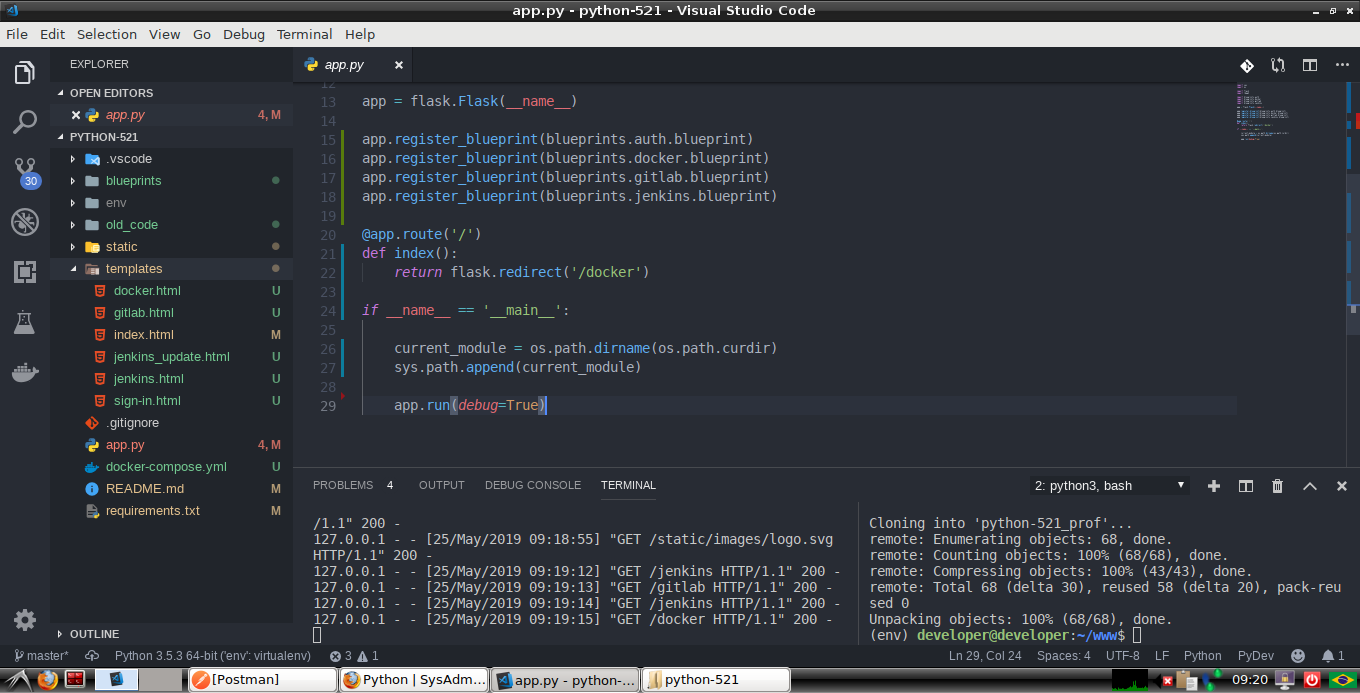 app.py - python-521 - Visual Studio Code
File Edit Selection View Go Debug Terminal Help
EXPLORER
OPEN EDITORS
app.py 4, M
PYTHON-521
.vscode
blueprints
env
old_code
static
templates
docker.html U
gitlab.html U
index.html M
jenkins_update.html U
jenkins.html U
sign-in.html U
.gitignore
app.py 4, M
docker-compose.yml U
README.md M
requirements.txt M
OUTLINE
30
app.py
12
13 app = flask.Flask(__name__)
14
15 app.register_blueprint(blueprints.auth.blueprint)
16 app.register_blueprint(blueprints.docker.blueprint)
17 app.register_blueprint(blueprints.gitlab.blueprint)
18 app.register_blueprint(blueprints.jenkins.blueprint)
19
20 @app.route('/')
21 def index():
22     return flask.redirect('/docker')
23
24 if __name__ == '__main__':
25
26     current_module = os.path.dirname(os.path.curdir)
27     sys.path.append(current_module)
28
29     app.run(debug=True)
PROBLEMS 4 OUTPUT DEBUG CONSOLE TERMINAL 2: python3, bash
/1.1" 200 -
127.0.0.1 - - [25/May/2019 09:18:55] "GET /static/images/logo.svg
HTTP/1.1" 200 -
127.0.0.1 - - [25/May/2019 09:19:12] "GET /jenkins HTTP/1.1" 200 -
127.0.0.1 - - [25/May/2019 09:19:13] "GET /gitlab HTTP/1.1" 200 -
127.0.0.1 - - [25/May/2019 09:19:14] "GET /jenkins HTTP/1.1" 200 -
127.0.0.1 - - [25/May/2019 09:19:15] "GET /docker HTTP/1.1" 200 -
Cloning into 'python-521_prof'...
remote: Enumerating objects: 68, done.
remote: Counting objects: 100% (68/68), done.
remote: Compressing objects: 100% (43/43), done.
remote: Total 68 (delta 30), reused 58 (delta 20), pack-reu
sed 0
Unpacking objects: 100% (68/68), done.
(env) developer@developer:~/www$
master* Python 3.5.3 64-bit ('env': virtualenv) 3 1 Ln 29, Col 24 Spaces: 4 UTF-8 LF Python PyDev 1
[Postman] Python | SysAdm... app.py - python-... python-521 09:20